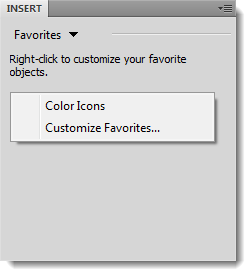 INSERT
Favorites
Right-click to customize your favorite
objects.
Color Icons
Customize Favorites...